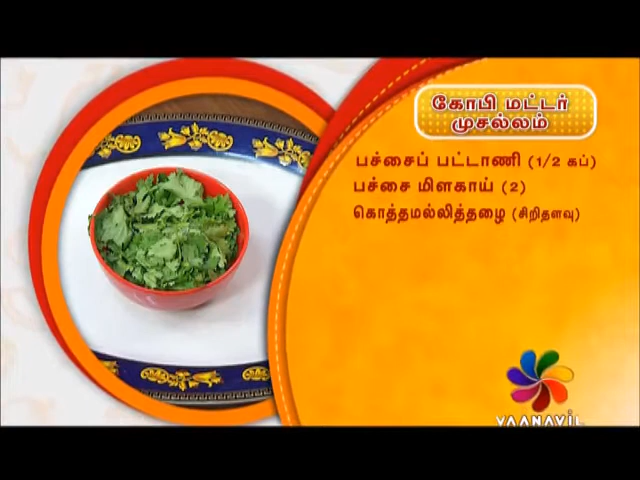 கோபி மட்டர்
முசல்லம்
பச்சைப் பட்டாணி (1/2 கப்)
பச்சை மிளகாய் (2)
கொத்தமல்லித்தழை (சிறிதளவு)
VAANAVIL